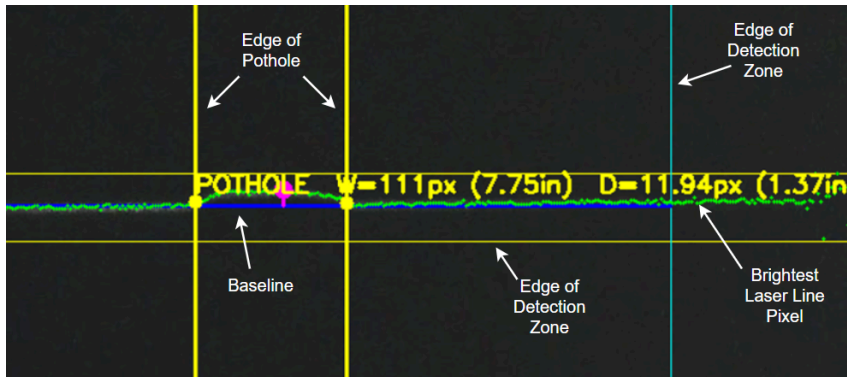 Edge of
Pothole
Edge of
Detection
Zone
POTHOLE W=111px (7.75in) D=11.94px (1.37in
Baseline
Edge of
Detection
Zone
Brightest
Laser Line
Pixel